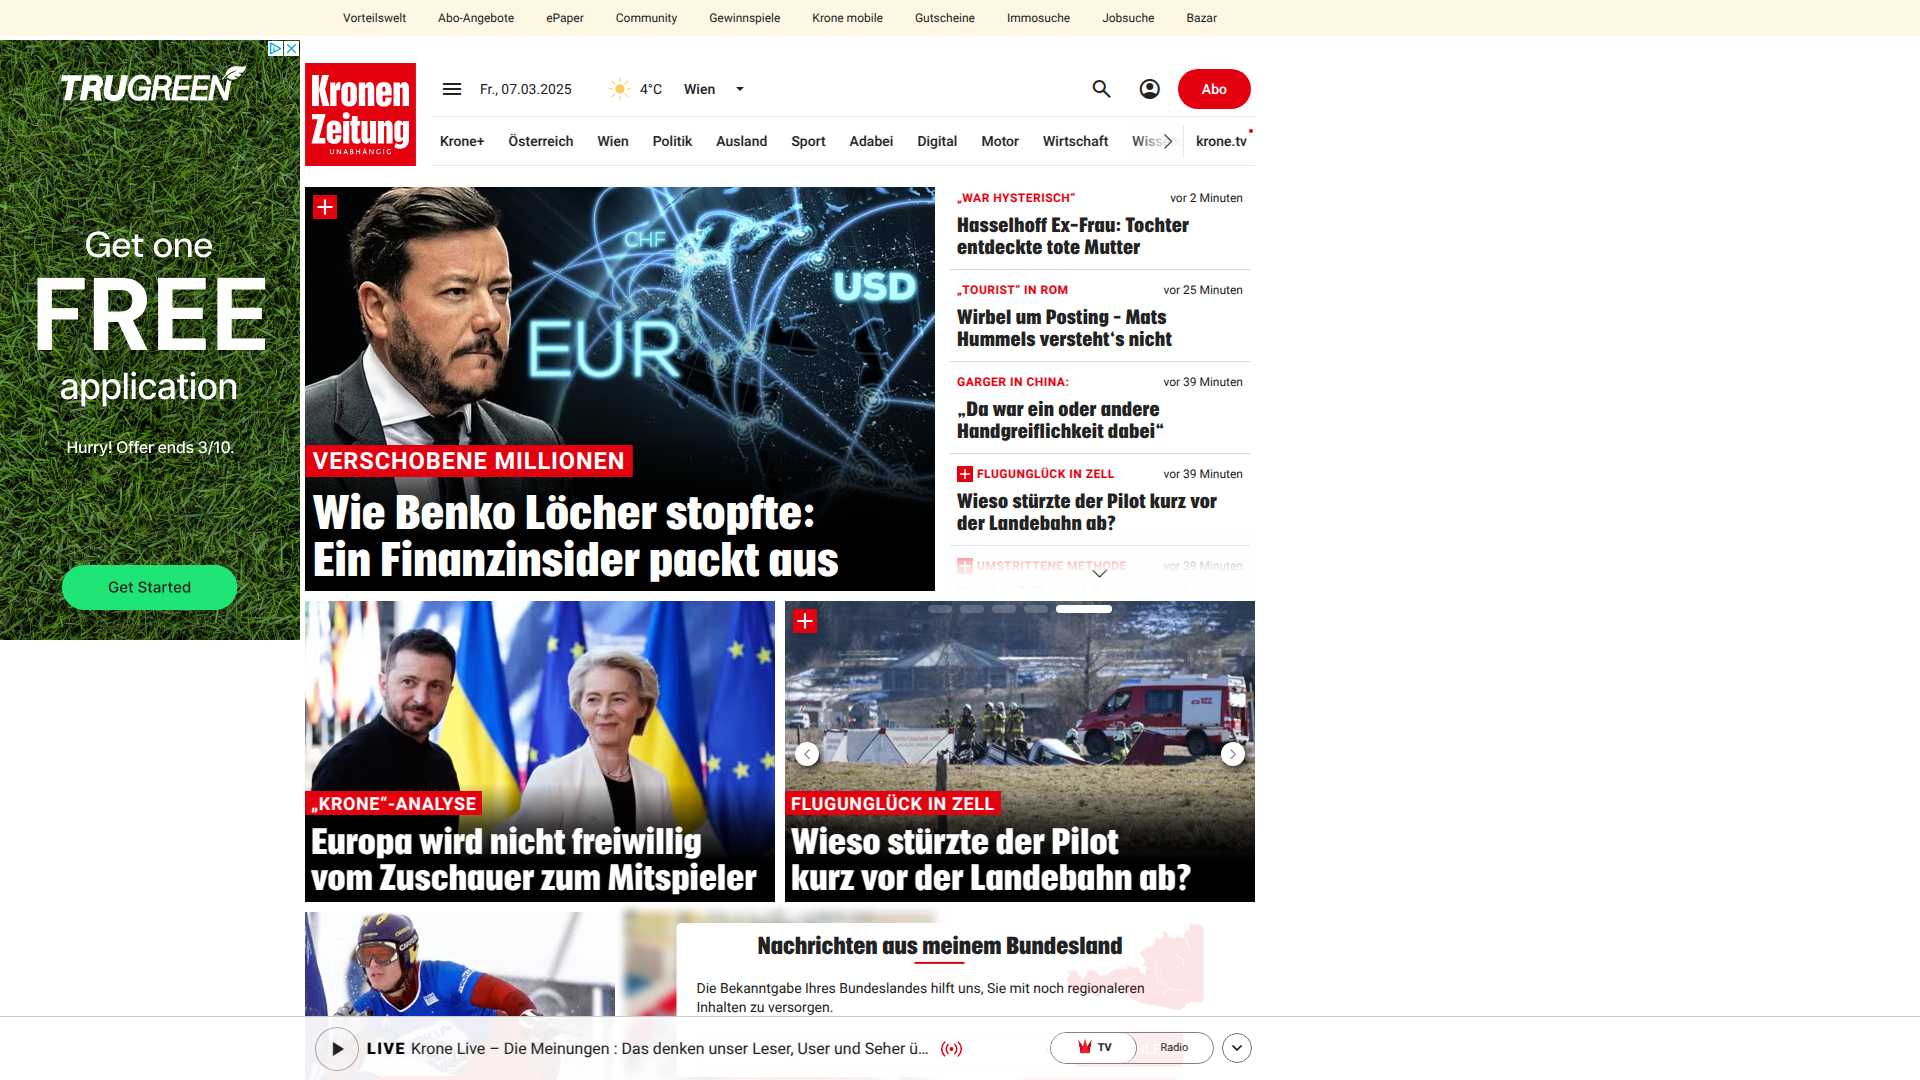 Vorteilswelt Abo-Angebote ePaper Community Gewinnspiele Krone mobile Gutscheine Immosuche Jobsuche Bazar
TRUGREEN
Get one
FREE
application
Hurry! Offer ends 3/10.
Get Started
Kronen
Zeitung
UNABHÄNGIG
Fr., 07.03.2025 4°C Wien
Abo
Krone+ Österreich Wien Politik Ausland Sport Adabei Digital Motor Wirtschaft krone.tv
CHF
USD
EUR
VERSCHOBENE MILLIONEN
Wie Benko Löcher stopfte:
Ein Finanzinsider packt aus
„WAR HYSTERISCH“ vor 2 Minuten
Hasselhoff Ex-Frau: Tochter
entdeckte tote Mutter
„TOURIST“ IN ROM vor 25 Minuten
Wirbel um Posting – Mats
Hummels versteht‘s nicht
GARGER IN CHINA: vor 39 Minuten
„Da war ein oder andere
Handgreiflichkeit dabei“
FLUGUNGLÜCK IN ZELL vor 39 Minuten
Wieso stürzte der Pilot kurz vor
der Landebahn ab?
UMSTRITTENE METHODE vor 39 Minuten
„KRONE“-ANALYSE
Europa wird nicht freiwillig
vom Zuschauer zum Mitspieler
FLUGUNGLÜCK IN ZELL
Wieso stürzte der Pilot
kurz vor der Landebahn ab?
Nachrichten aus meinem Bundesland
Die Bekanntgabe Ihres Bundeslandes hilft uns, Sie mit noch regionaleren
Inhalten zu versorgen.
LIVE Krone Live – Die Meinungen : Das denken unser Leser, User und Seher ü...
TV Radio